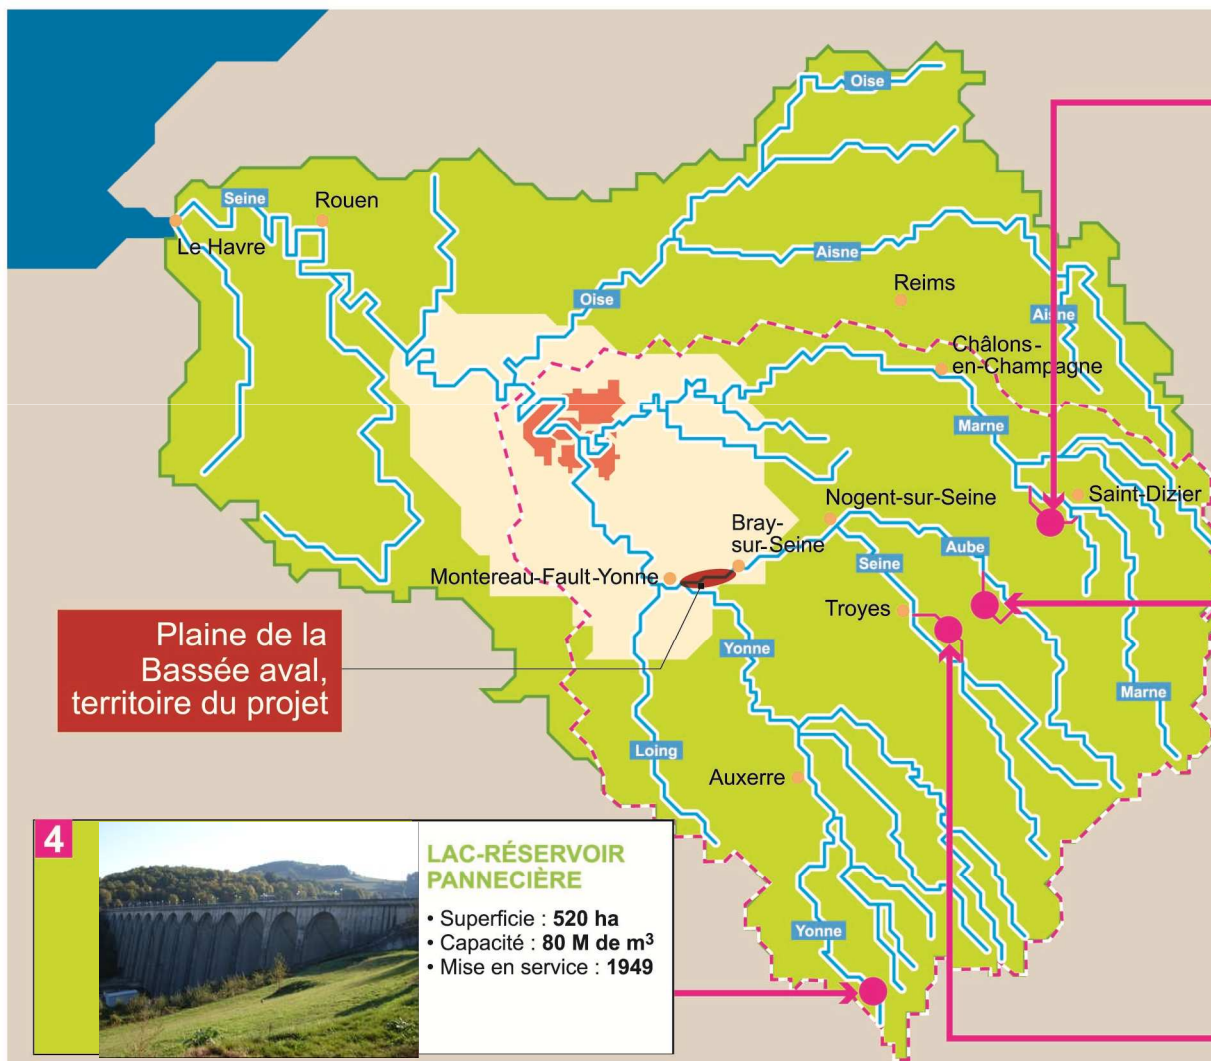 Oise
Seine
Rouen
Le Havre
Aisne
Reims
Oise
Aisne
Châlons-
en-Champagne
Marne
Nogent-sur-Seine
Saint-Dizier
Bray-
sur-Seine
Aube
Seine
Montereau-Fault-Yonne
Troyes
Plaine de la
Bassée aval,
territoire du projet
Yonne
Marne
Loing
Auxerre
4
LAC-RÉSERVOIR
PANNECIÈRE
• Superficie : 520 ha
• Capacité : 80 M de m³
• Mise en service : 1949
Yonne